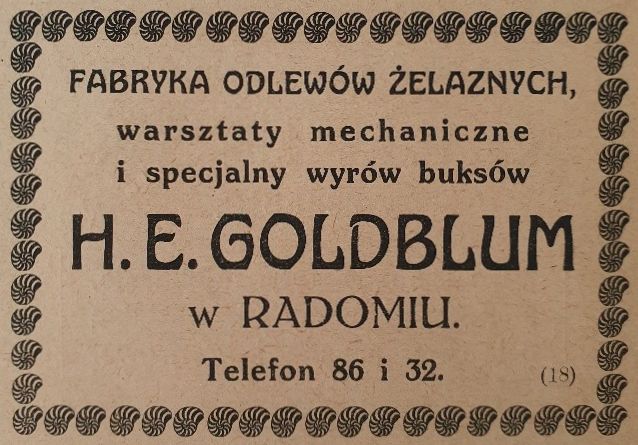 FABRYKA ODLEWÓW ŻELAZNYCH,
warsztaty mechaniczne
i specjalny wyrów buksów
H. E. GOLDBLUM
w RADOMIU.
Telefon 86 i 32.
(18)